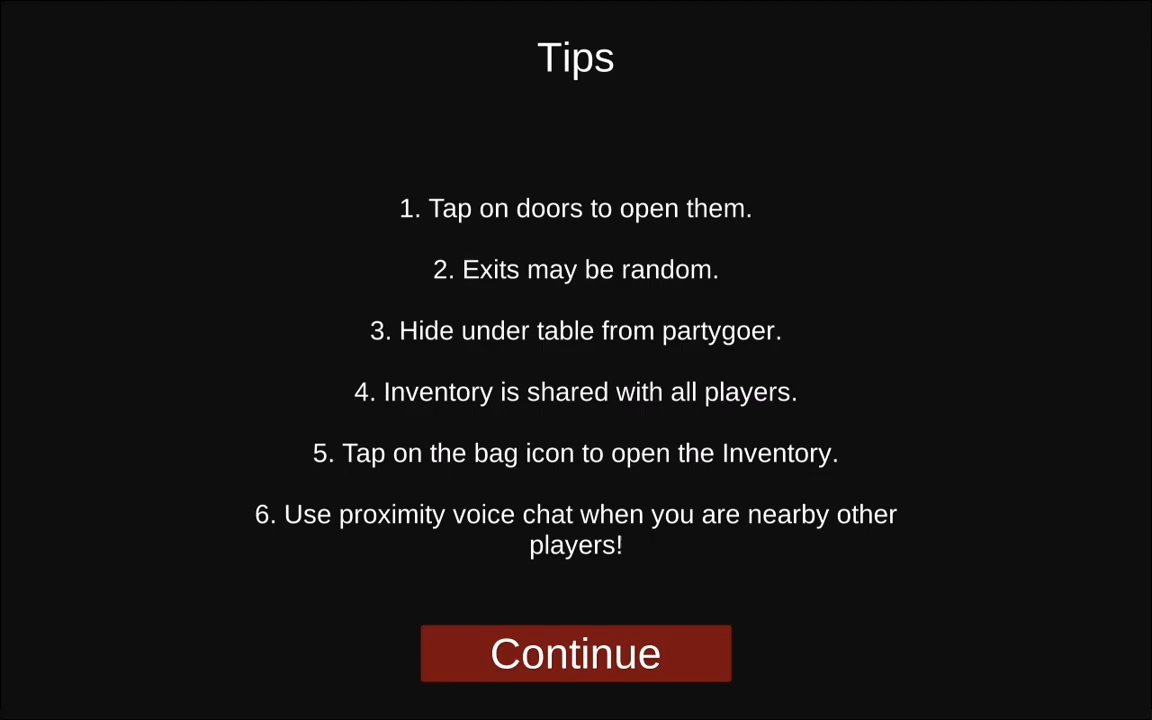 Tips
1. Tap on doors to open them.
2. Exits may be random.
3. Hide under table from partygoer.
4. Inventory is shared with all players.
5. Tap on the bag icon to open the Inventory.
6. Use proximity voice chat when you are nearby other
players!
Continue